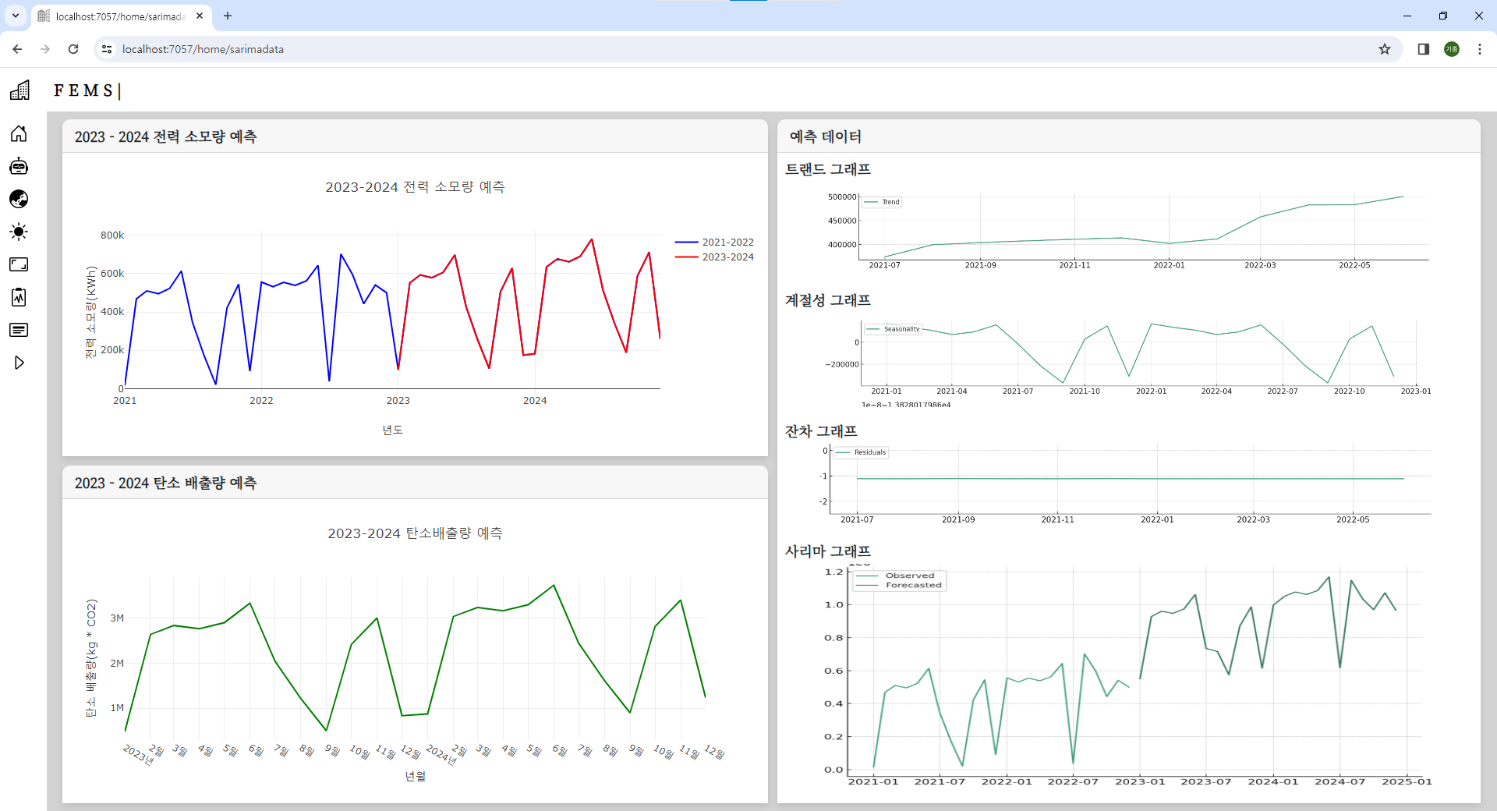 localhost:7057/home/sarimada
localhost:7057/home/sarimadata
기종
FEMS|
2023 - 2024 전력 소모량 예측
2023-2024 전력 소모량 예측
800k
600k
400k
200k
0
전력 소모량(KWh)
2021-2022
2023-2024
2021 2022 2023 2024
년도
2023 - 2024 탄소 배출량 예측
2023-2024 탄소배출량 예측
3M
2M
1M
탄소 배출량(kg * CO2)
2023년 2월 3월 4월 5월 6월 7월 8월 9월 10월 11월 12월 2024년 2월 3월 4월 5월 6월 7월 8월 9월 10월 11월 12월
년월
예측 데이터
트랜드 그래프
Trend
500000
450000
400000
2021-07 2021-09 2021-11 2022-01 2022-03 2022-05
계절성 그래프
Seasonality
0
−200000
2021-01 2021-04 2021-07 2021-10 2022-01 2022-04 2022-07 2022-10 2023-01
1e−8−1.3828017986e4
잔차 그래프
Residuals
0
-1
-2
2021-07 2021-09 2021-11 2022-01 2022-03 2022-05
사리마 그래프
Observed
Forecasted
1.2
1.0
0.8
0.6
0.4
0.2
0.0
2021-01 2021-07 2022-01 2022-07 2023-01 2023-07 2024-01 2024-07 2025-01